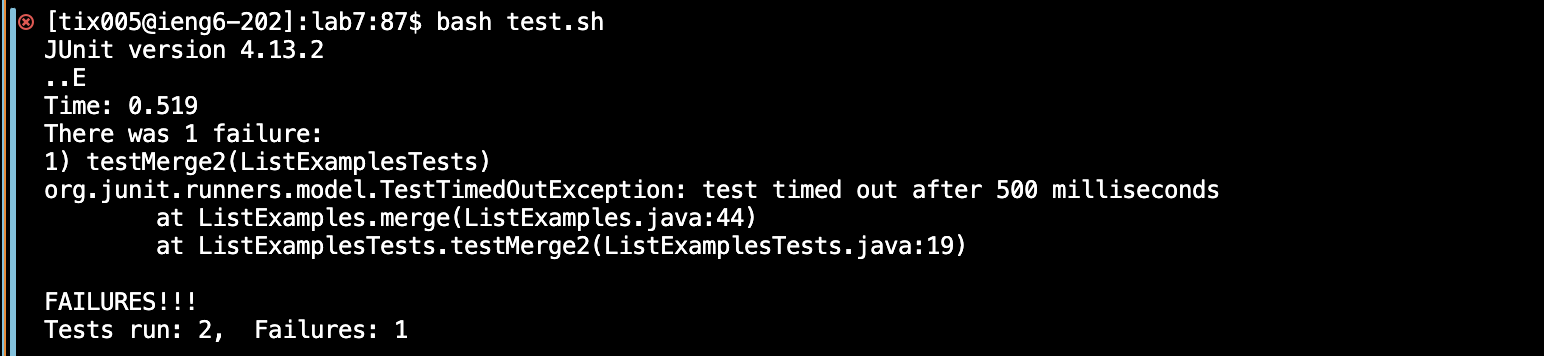 [tix005@ieng6-202]:lab7:87$ bash test.sh
JUnit version 4.13.2
..E
Time: 0.519
There was 1 failure:
1) testMerge2(ListExamplesTests)
org.junit.runners.model.TestTimedOutException: test timed out after 500 milliseconds
        at ListExamples.merge(ListExamples.java:44)
        at ListExamplesTests.testMerge2(ListExamplesTests.java:19)

FAILURES!!!
Tests run: 2,  Failures: 1